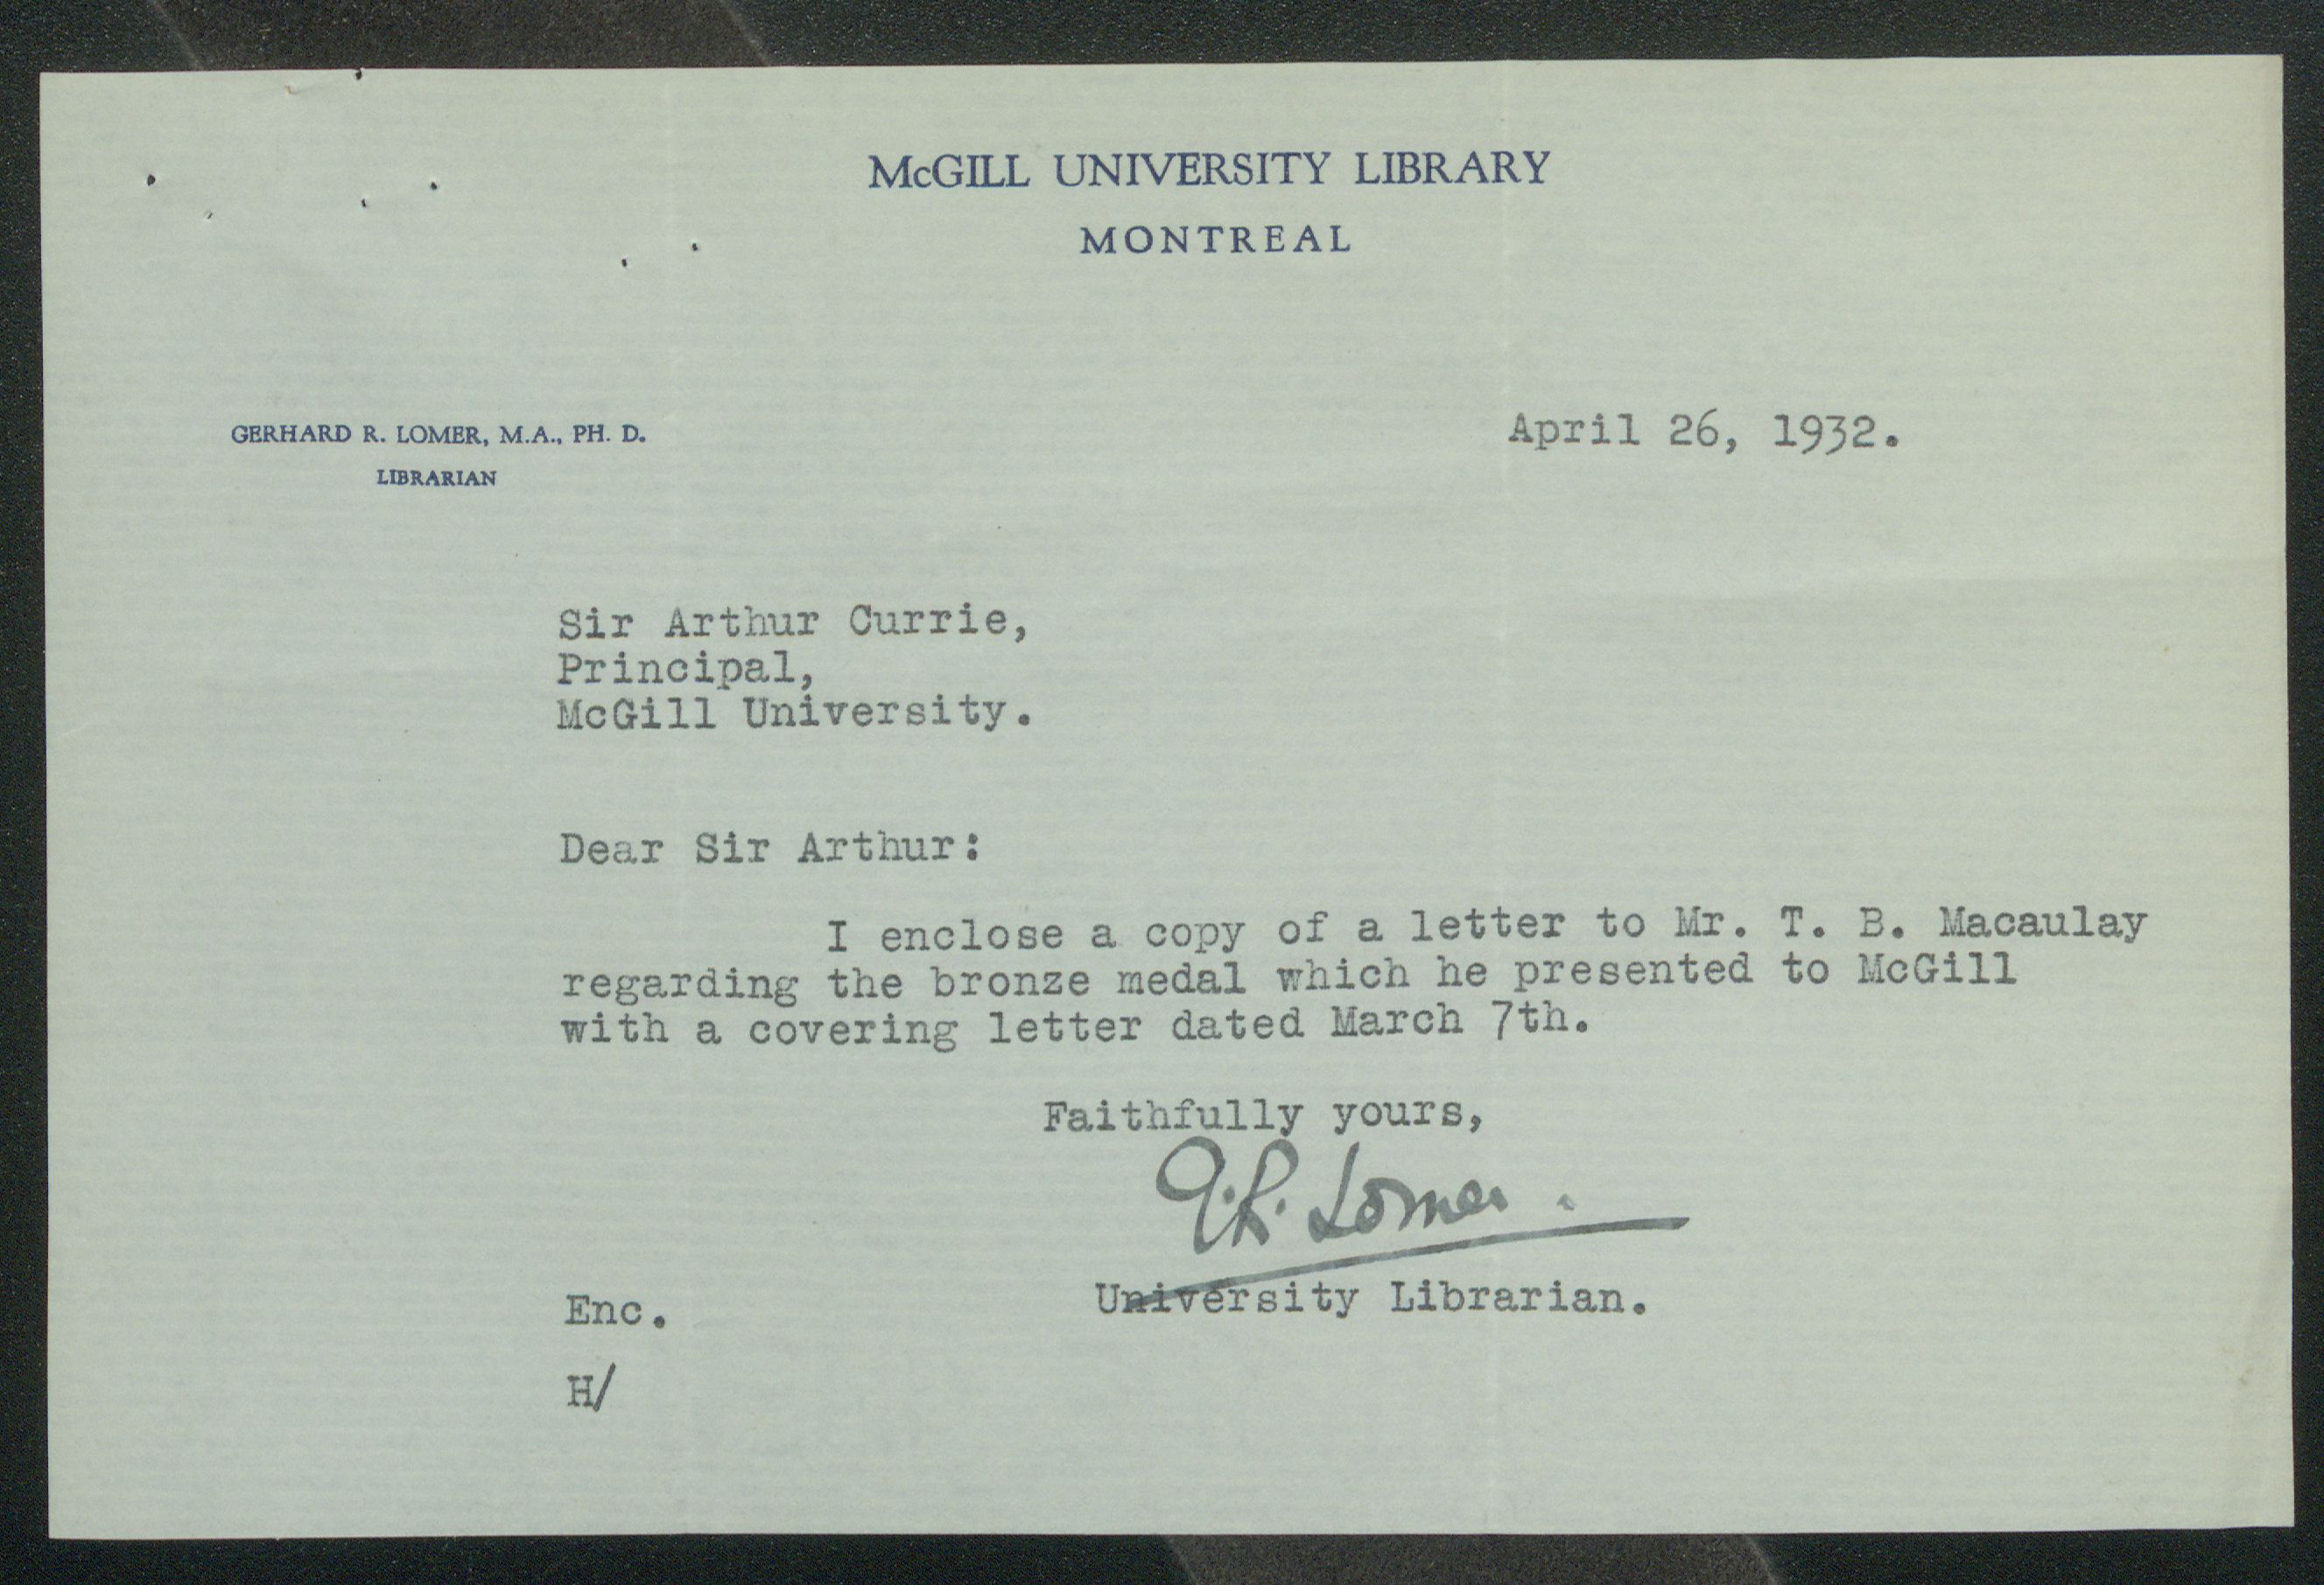 McGILL UNIVERSITY LIBRARY
MONTREAL
GERHARD R. LOMER, M.A., PH. D.
LIBRARIAN
April 26, 1932.
Sir Arthur Currie,
Principal,
McGill University.
Dear Sir Arthur:
I enclose a copy of a letter to Mr. T. B. Macaulay
regarding the bronze medal which he presented to McGill
with a covering letter dated March 7th.
Faithfully yours,
G.R. Lomer.
University Librarian.
Enc.
H/